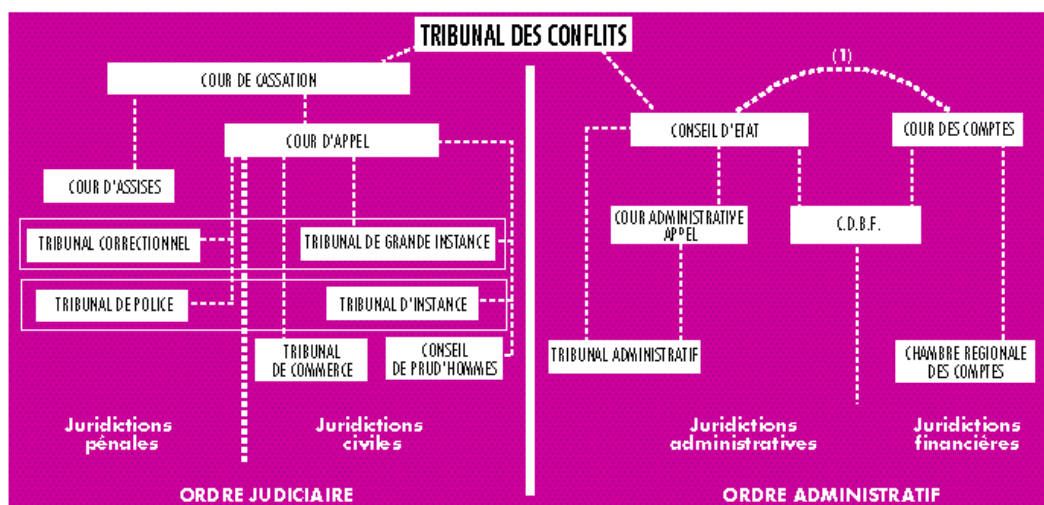 TRIBUNAL DES CONFLITS
COUR DE CASSATION
(1)
CONSEIL D'ETAT
COUR DES COMPTES
COUR D'APPEL
COUR D'ASSISES
COUR ADMINISTRATIVE
APPEL
C.D.B.F.
TRIBUNAL CORRECTIONNEL
TRIBUNAL DE GRANDE INSTANCE
TRIBUNAL DE POLICE
TRIBUNAL D'INSTANCE
TRIBUNAL
DE COMMERCE
CONSEIL
DE PRUD'HOMMES
TRIBUNAL ADMINISTRATIF
CHAMBRE REGIONALE
DES COMPTES
Juridictions
pénales
Juridictions
civiles
Juridictions
administratives
Juridictions
financières
ORDRE JUDICIAIRE
ORDRE ADMINISTRATIF